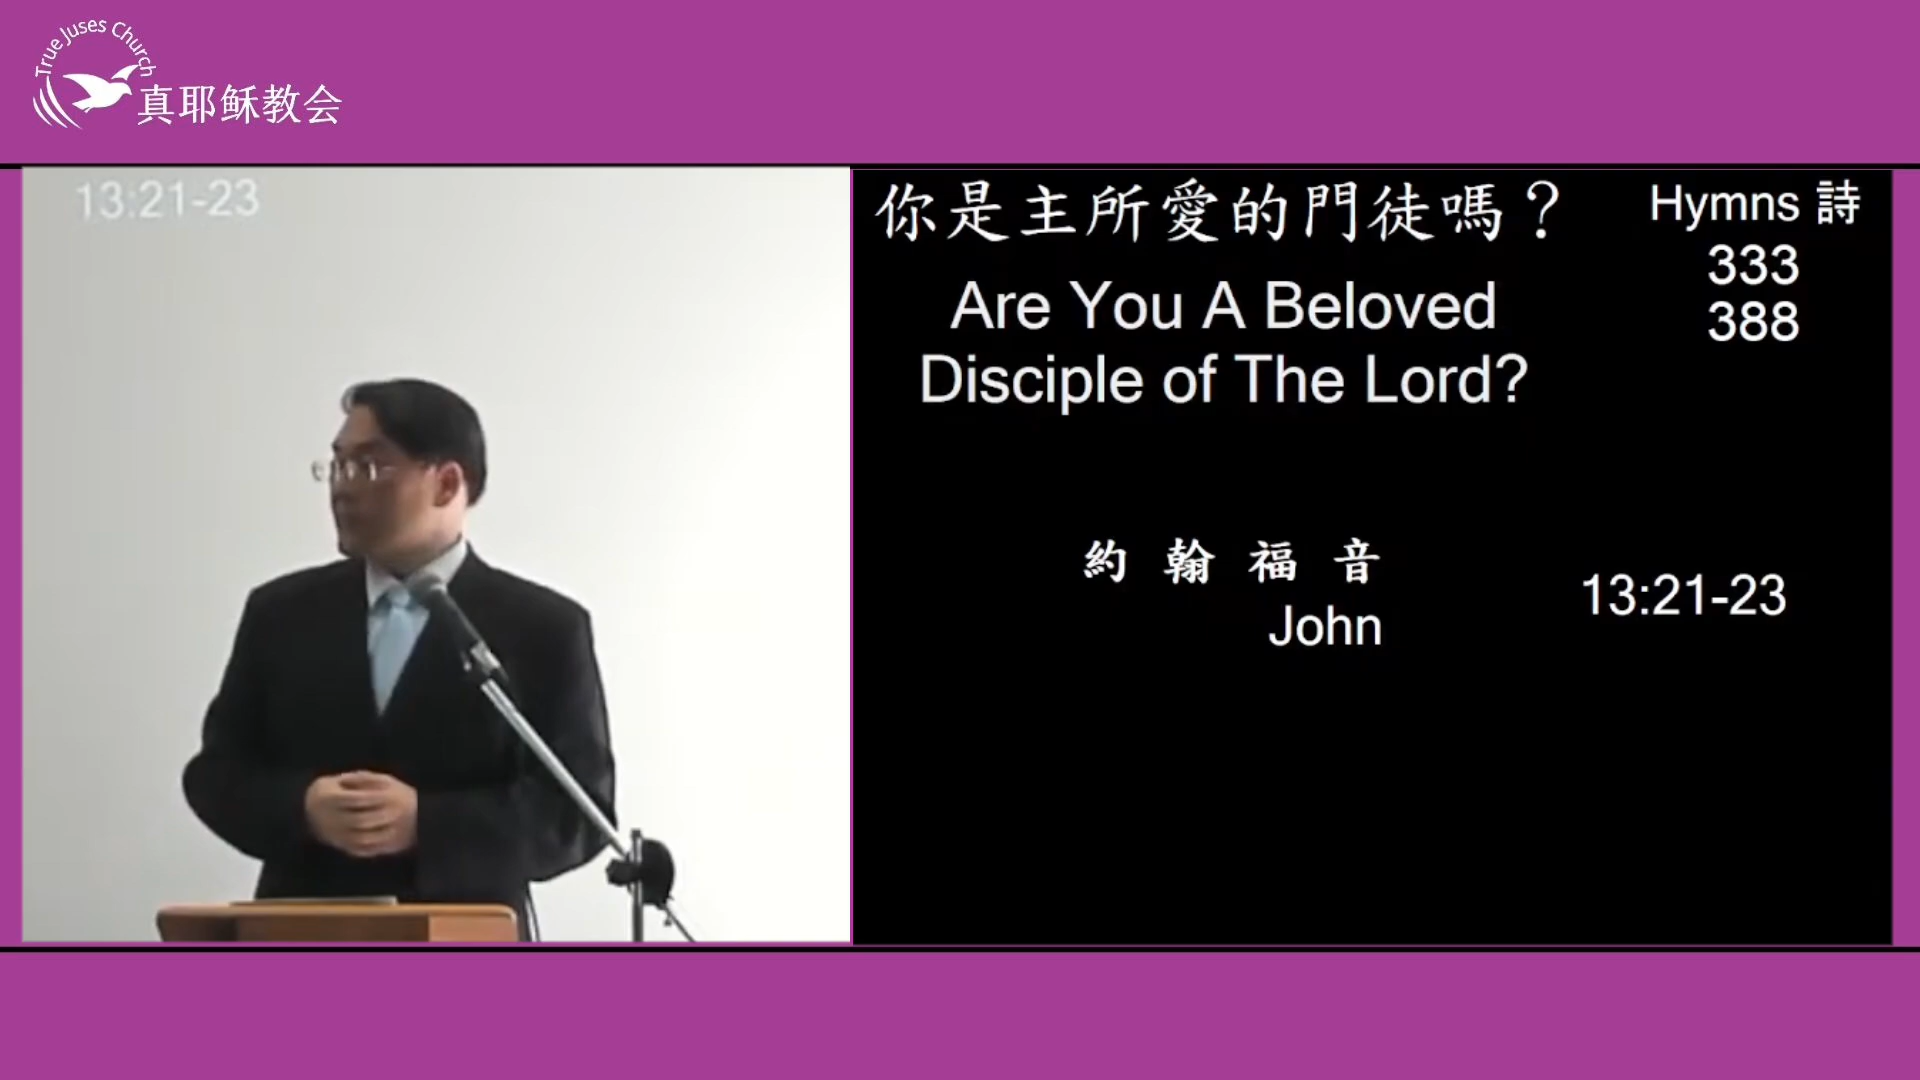 True Juses Church
真耶稣教会
13:21-23
你是主所愛的門徒嗎？
Are You A Beloved
Disciple of The Lord?
Hymns 詩
333
388
約翰福音
John
13:21-23